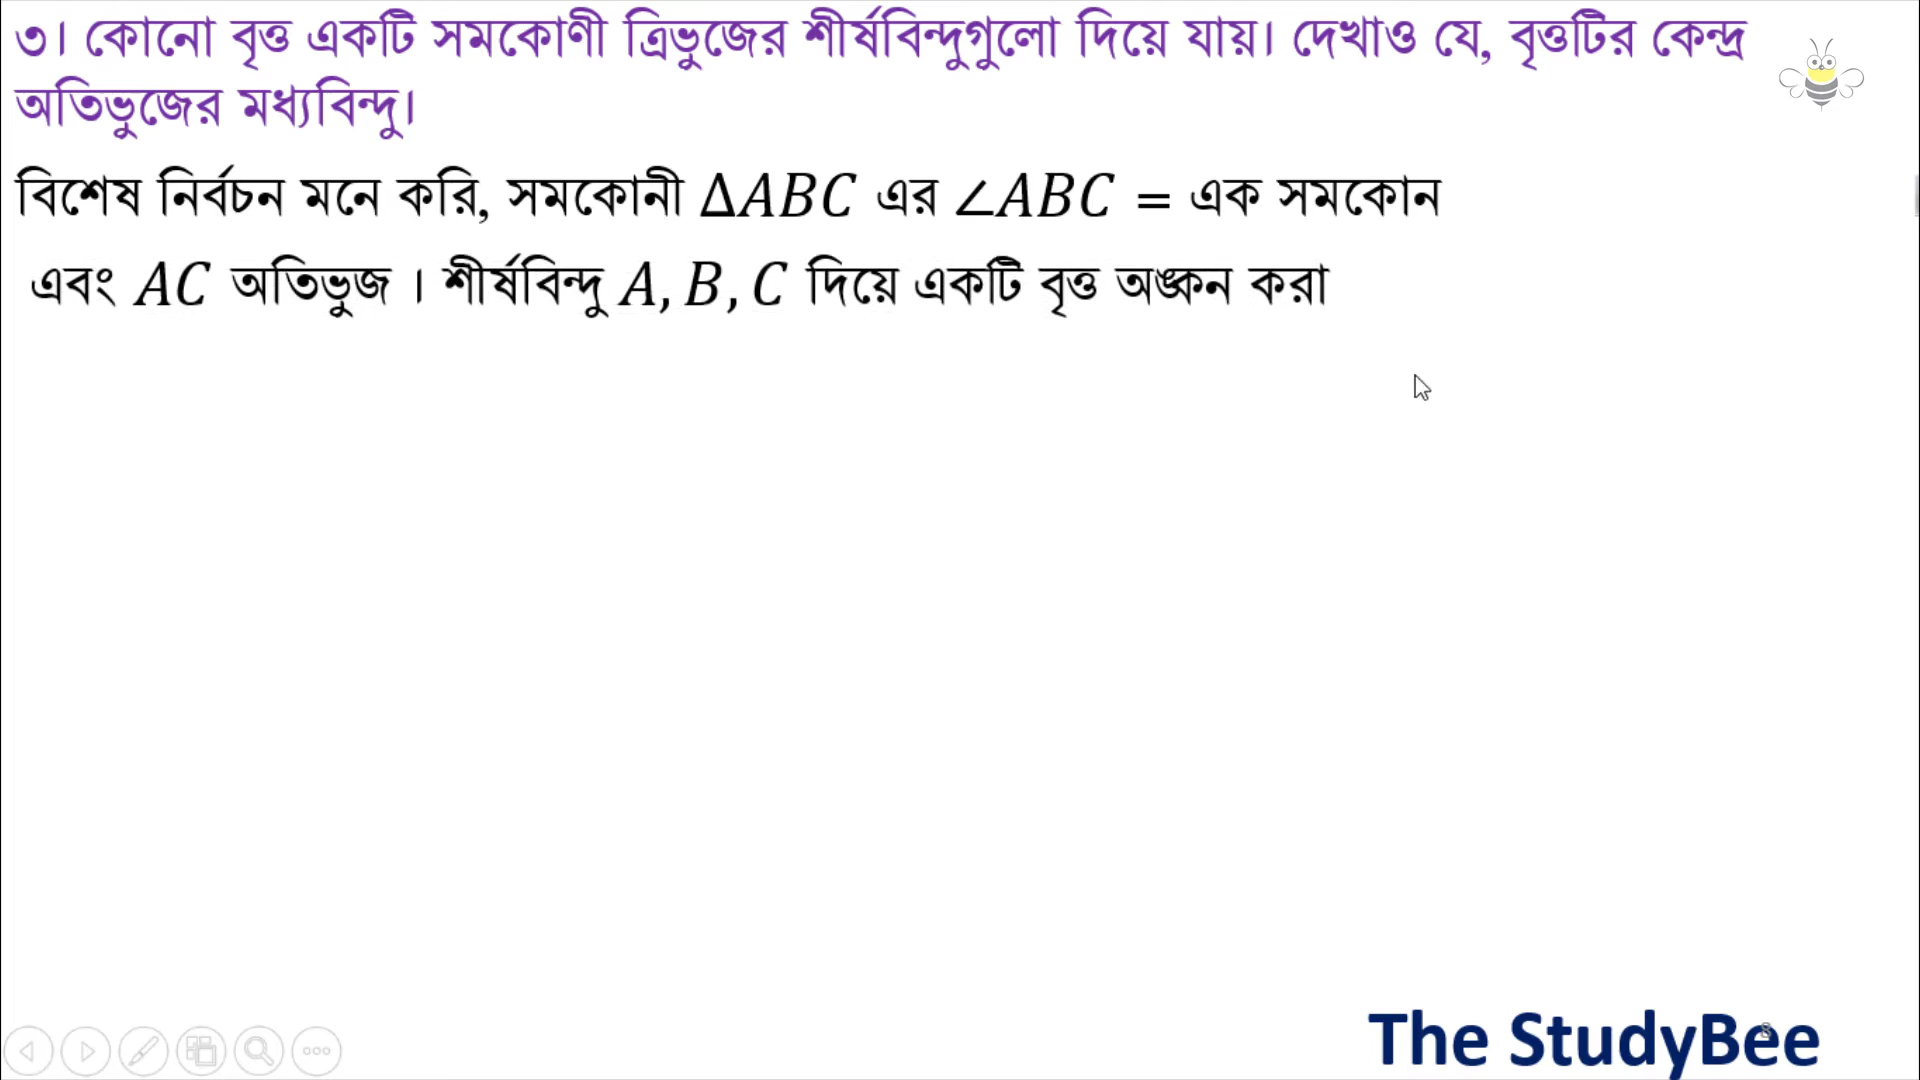 ৩। কোনো বৃত্ত একটি সমকোণী ত্রিভুজের শীর্ষবিন্দুগুলো দিয়ে যায়। দেখাও যে, বৃত্তটির কেন্দ্র
অতিভুজের মধ্যবিন্দু।
বিশেষ নির্বচন মনে করি, সমকোনী ΔABC এর ∠ABC = এক সমকোন
এবং AC অতিভুজ । শীর্ষবিন্দু A, B, C দিয়ে একটি বৃত্ত অঙ্কন করা
The StudyBee
8